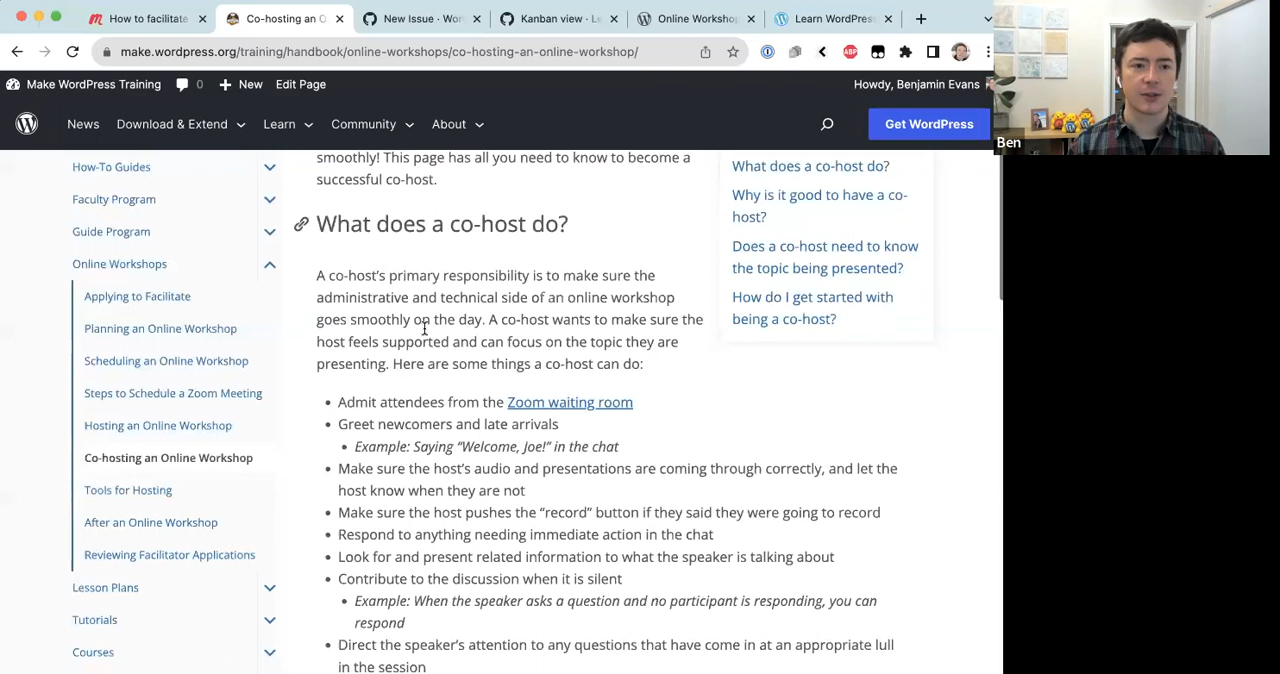 How to facilitate
Co-hosting an O
New Issue · Wor
Kanban view · L
Online Workshop
Learn WordPress
make.wordpress.org/training/handbook/online-workshops/co-hosting-an-online-workshop/
Make WordPress Training 0 New Edit Page Howdy, Benjamin Evans
News Download & Extend Learn Community About Get WordPress
Ben
How-To Guides
Faculty Program
Guide Program
Online Workshops
Applying to Facilitate
Planning an Online Workshop
Scheduling an Online Workshop
Steps to Schedule a Zoom Meeting
Hosting an Online Workshop
Co-hosting an Online Workshop
Tools for Hosting
After an Online Workshop
Reviewing Facilitator Applications
Lesson Plans
Tutorials
Courses
smoothly! This page has all you need to know to become a
successful co-host.
What does a co-host do?
A co-host's primary responsibility is to make sure the
administrative and technical side of an online workshop
goes smoothly on the day. A co-host wants to make sure the
host feels supported and can focus on the topic they are
presenting. Here are some things a co-host can do:
• Admit attendees from the Zoom waiting room
• Greet newcomers and late arrivals
• Example: Saying “Welcome, Joe!” in the chat
• Make sure the host's audio and presentations are coming through correctly, and let the
host know when they are not
• Make sure the host pushes the “record” button if they said they were going to record
• Respond to anything needing immediate action in the chat
• Look for and present related information to what the speaker is talking about
• Contribute to the discussion when it is silent
• Example: When the speaker asks a question and no participant is responding, you can
respond
• Direct the speaker's attention to any questions that have come in at an appropriate lull
in the session
What does a co-host do?
Why is it good to have a co-
host?
Does a co-host need to know
the topic being presented?
How do I get started with
being a co-host?